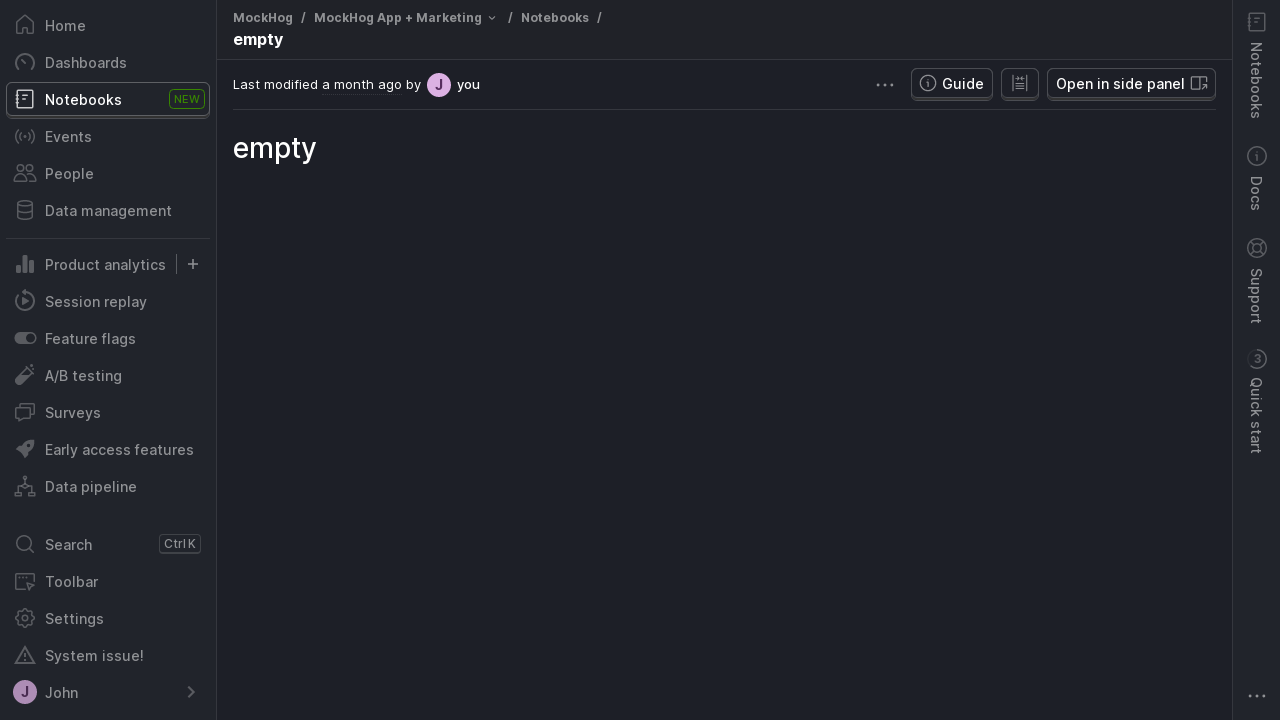 Home
Dashboards
Notebooks NEW
Events
People
Data management
Product analytics
Session replay
Feature flags
A/B testing
Surveys
Early access features
Data pipeline
Search Ctrl K
Toolbar
Settings
System issue!
J John
MockHog / MockHog App + Marketing / Notebooks /
empty
Last modified a month ago by J you
Guide
Open in side panel
empty
Notebooks
Docs
Support
3
Quick start